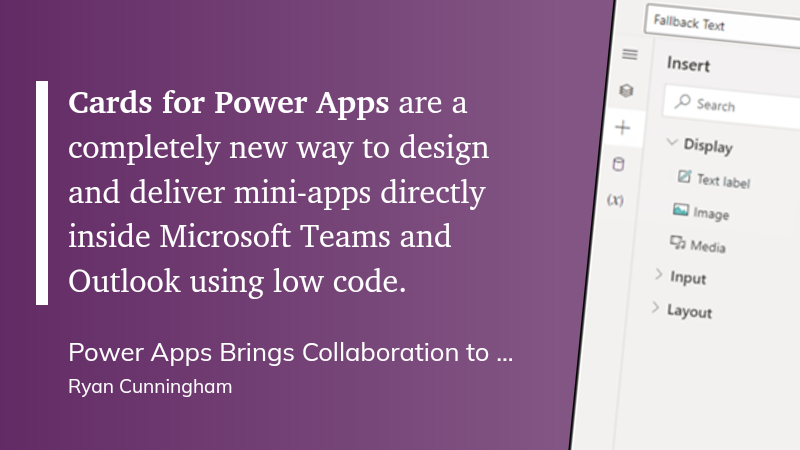 Cards for Power Apps are a
completely new way to design
and deliver mini-apps directly
inside Microsoft Teams and
Outlook using low code.
Power Apps Brings Collaboration to ...
Ryan Cunningham
Fallback Text
Insert
Search
Display
Text label
Image
Media
Input
Layout
(x)